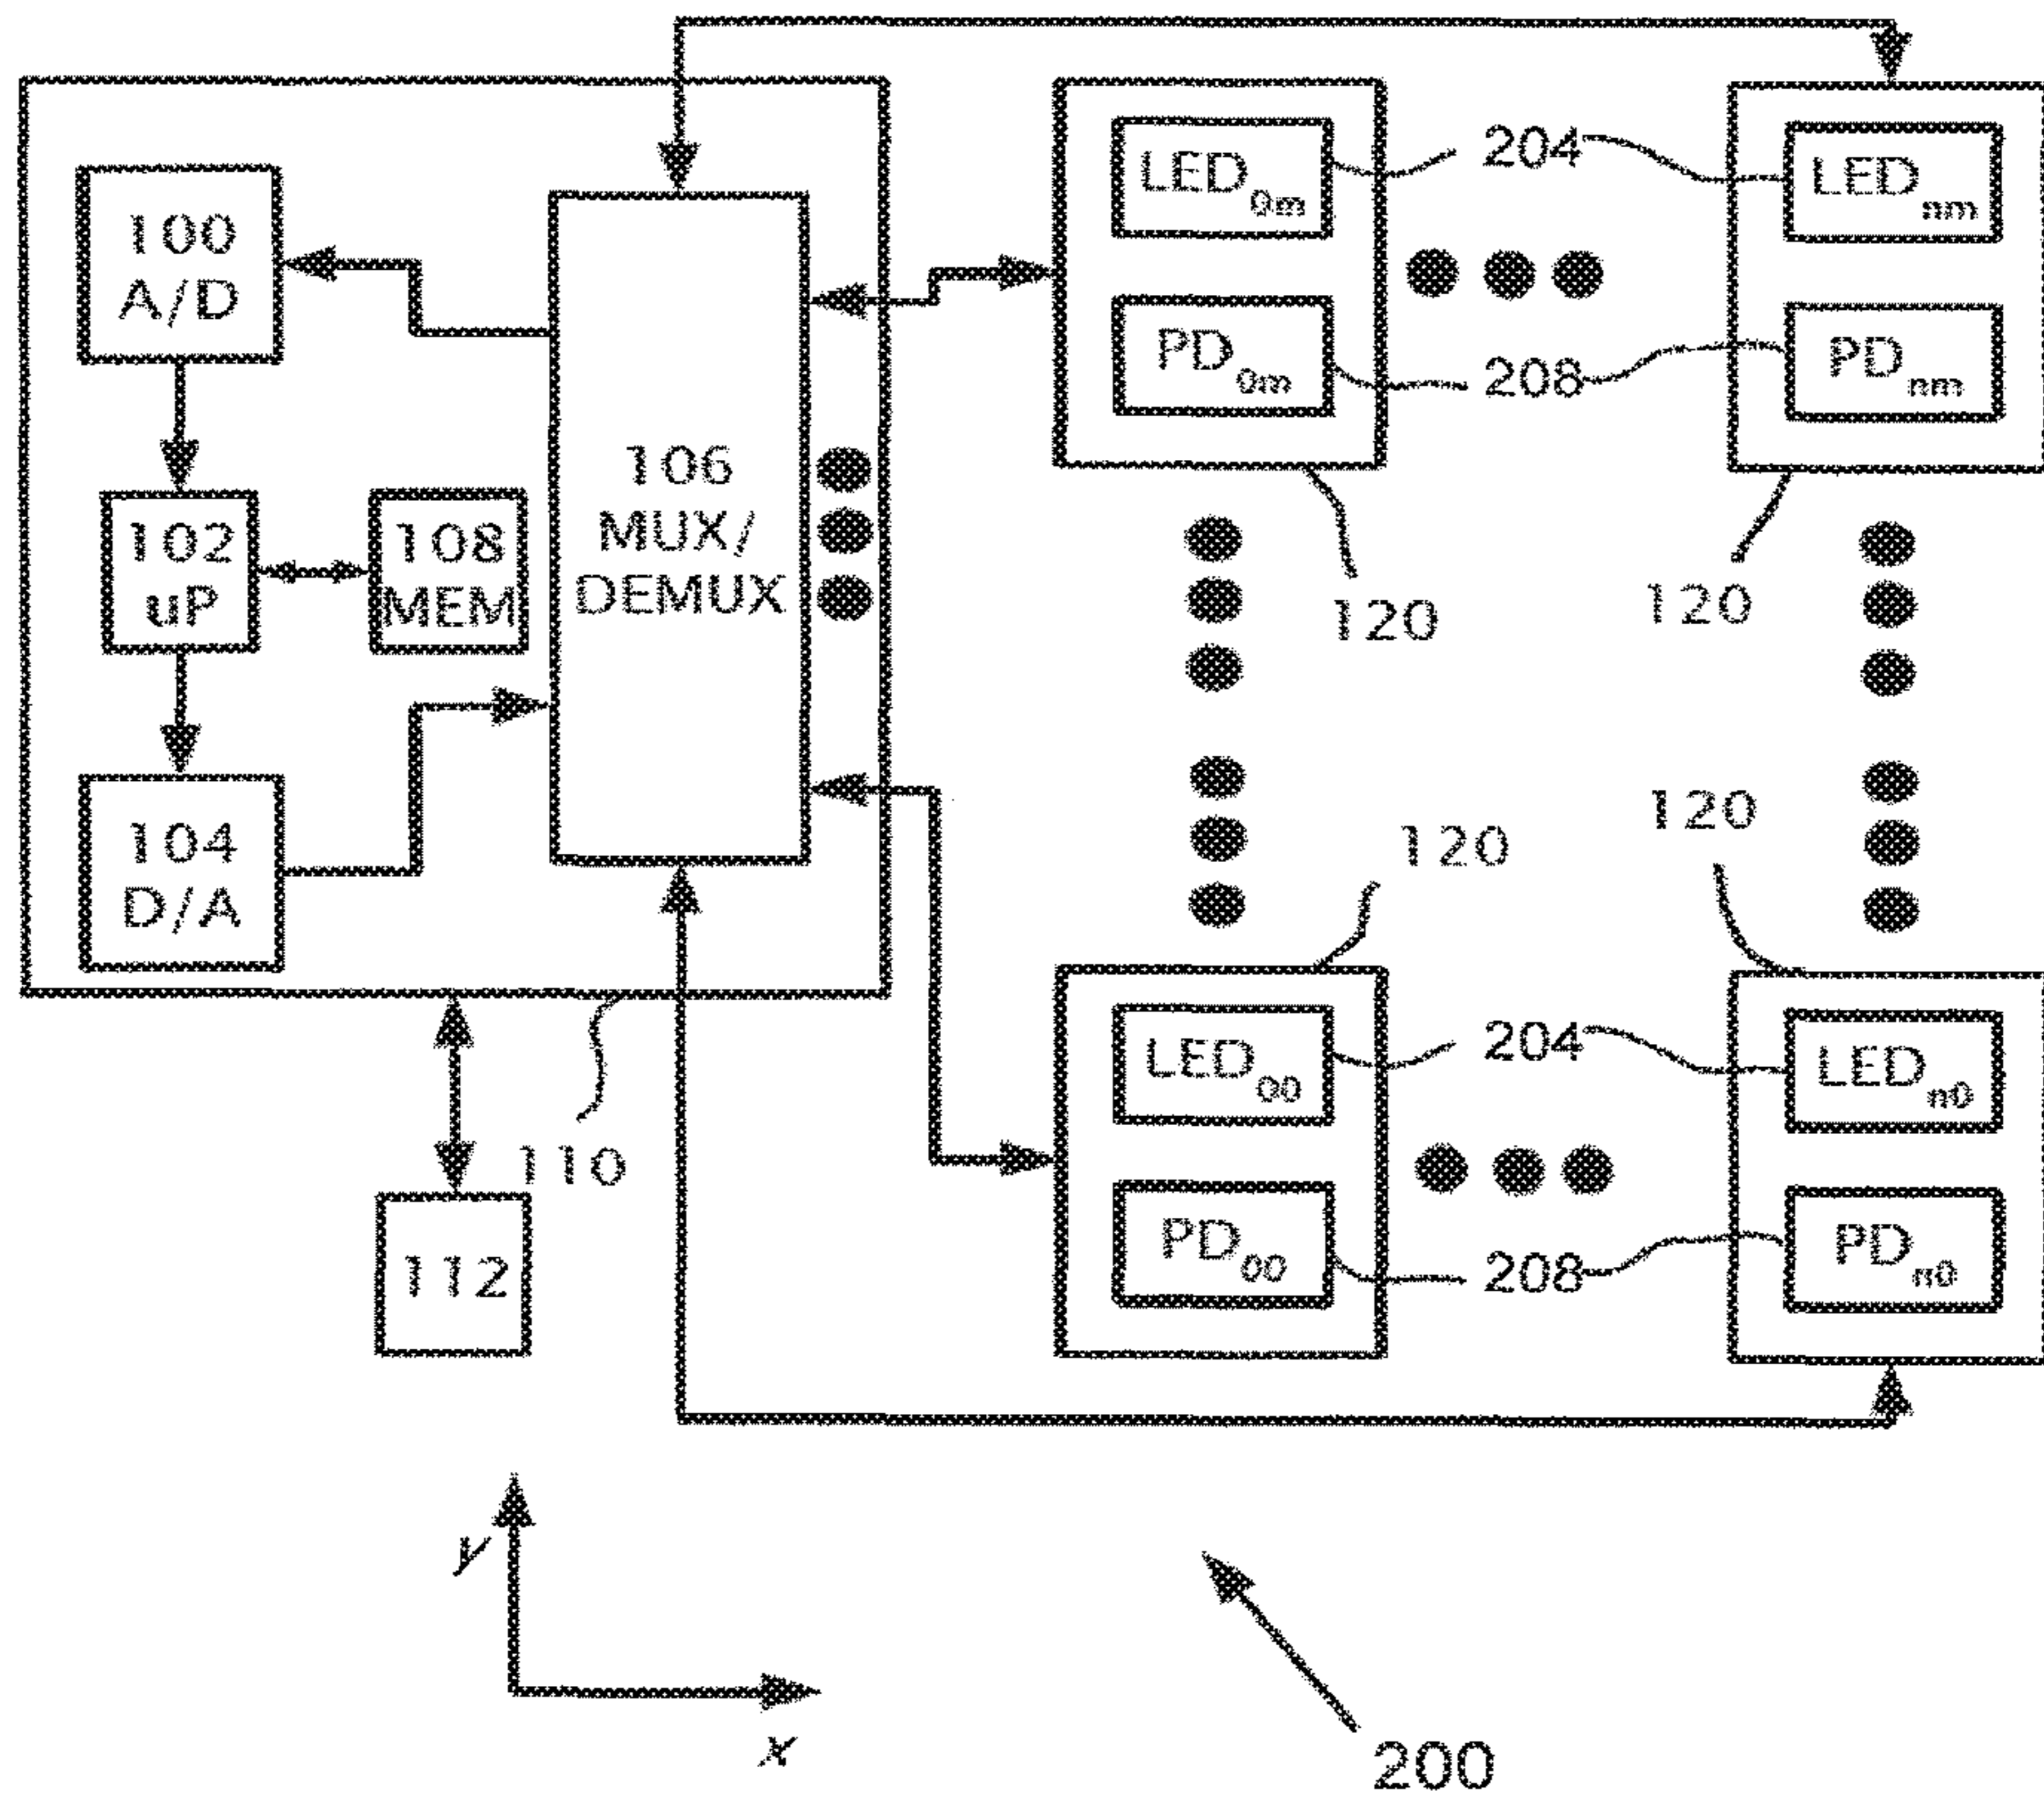 100
A/D
102
uP
108
MEM
104
D/A
106
MUX/
DEMUX
110
112
LED0m
PD0m
204
208
LEDnm
PDnm
120
120
120
120
LED00
PD00
204
208
LEDn0
PDn0
y
x
200